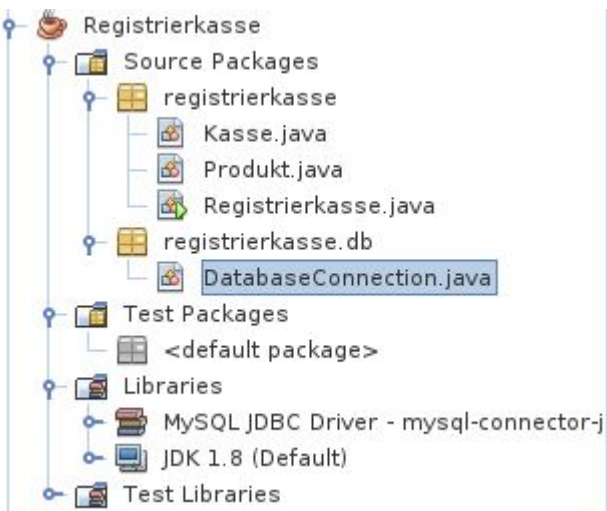 Registrierkasse
Source Packages
registrierkasse
Kasse.java
Produkt.java
Registrierkasse.java
registrierkasse.db
DatabaseConnection.java
Test Packages
<default package>
Libraries
MySQL JDBC Driver - mysql-connector-j
JDK 1.8 (Default)
Test Libraries